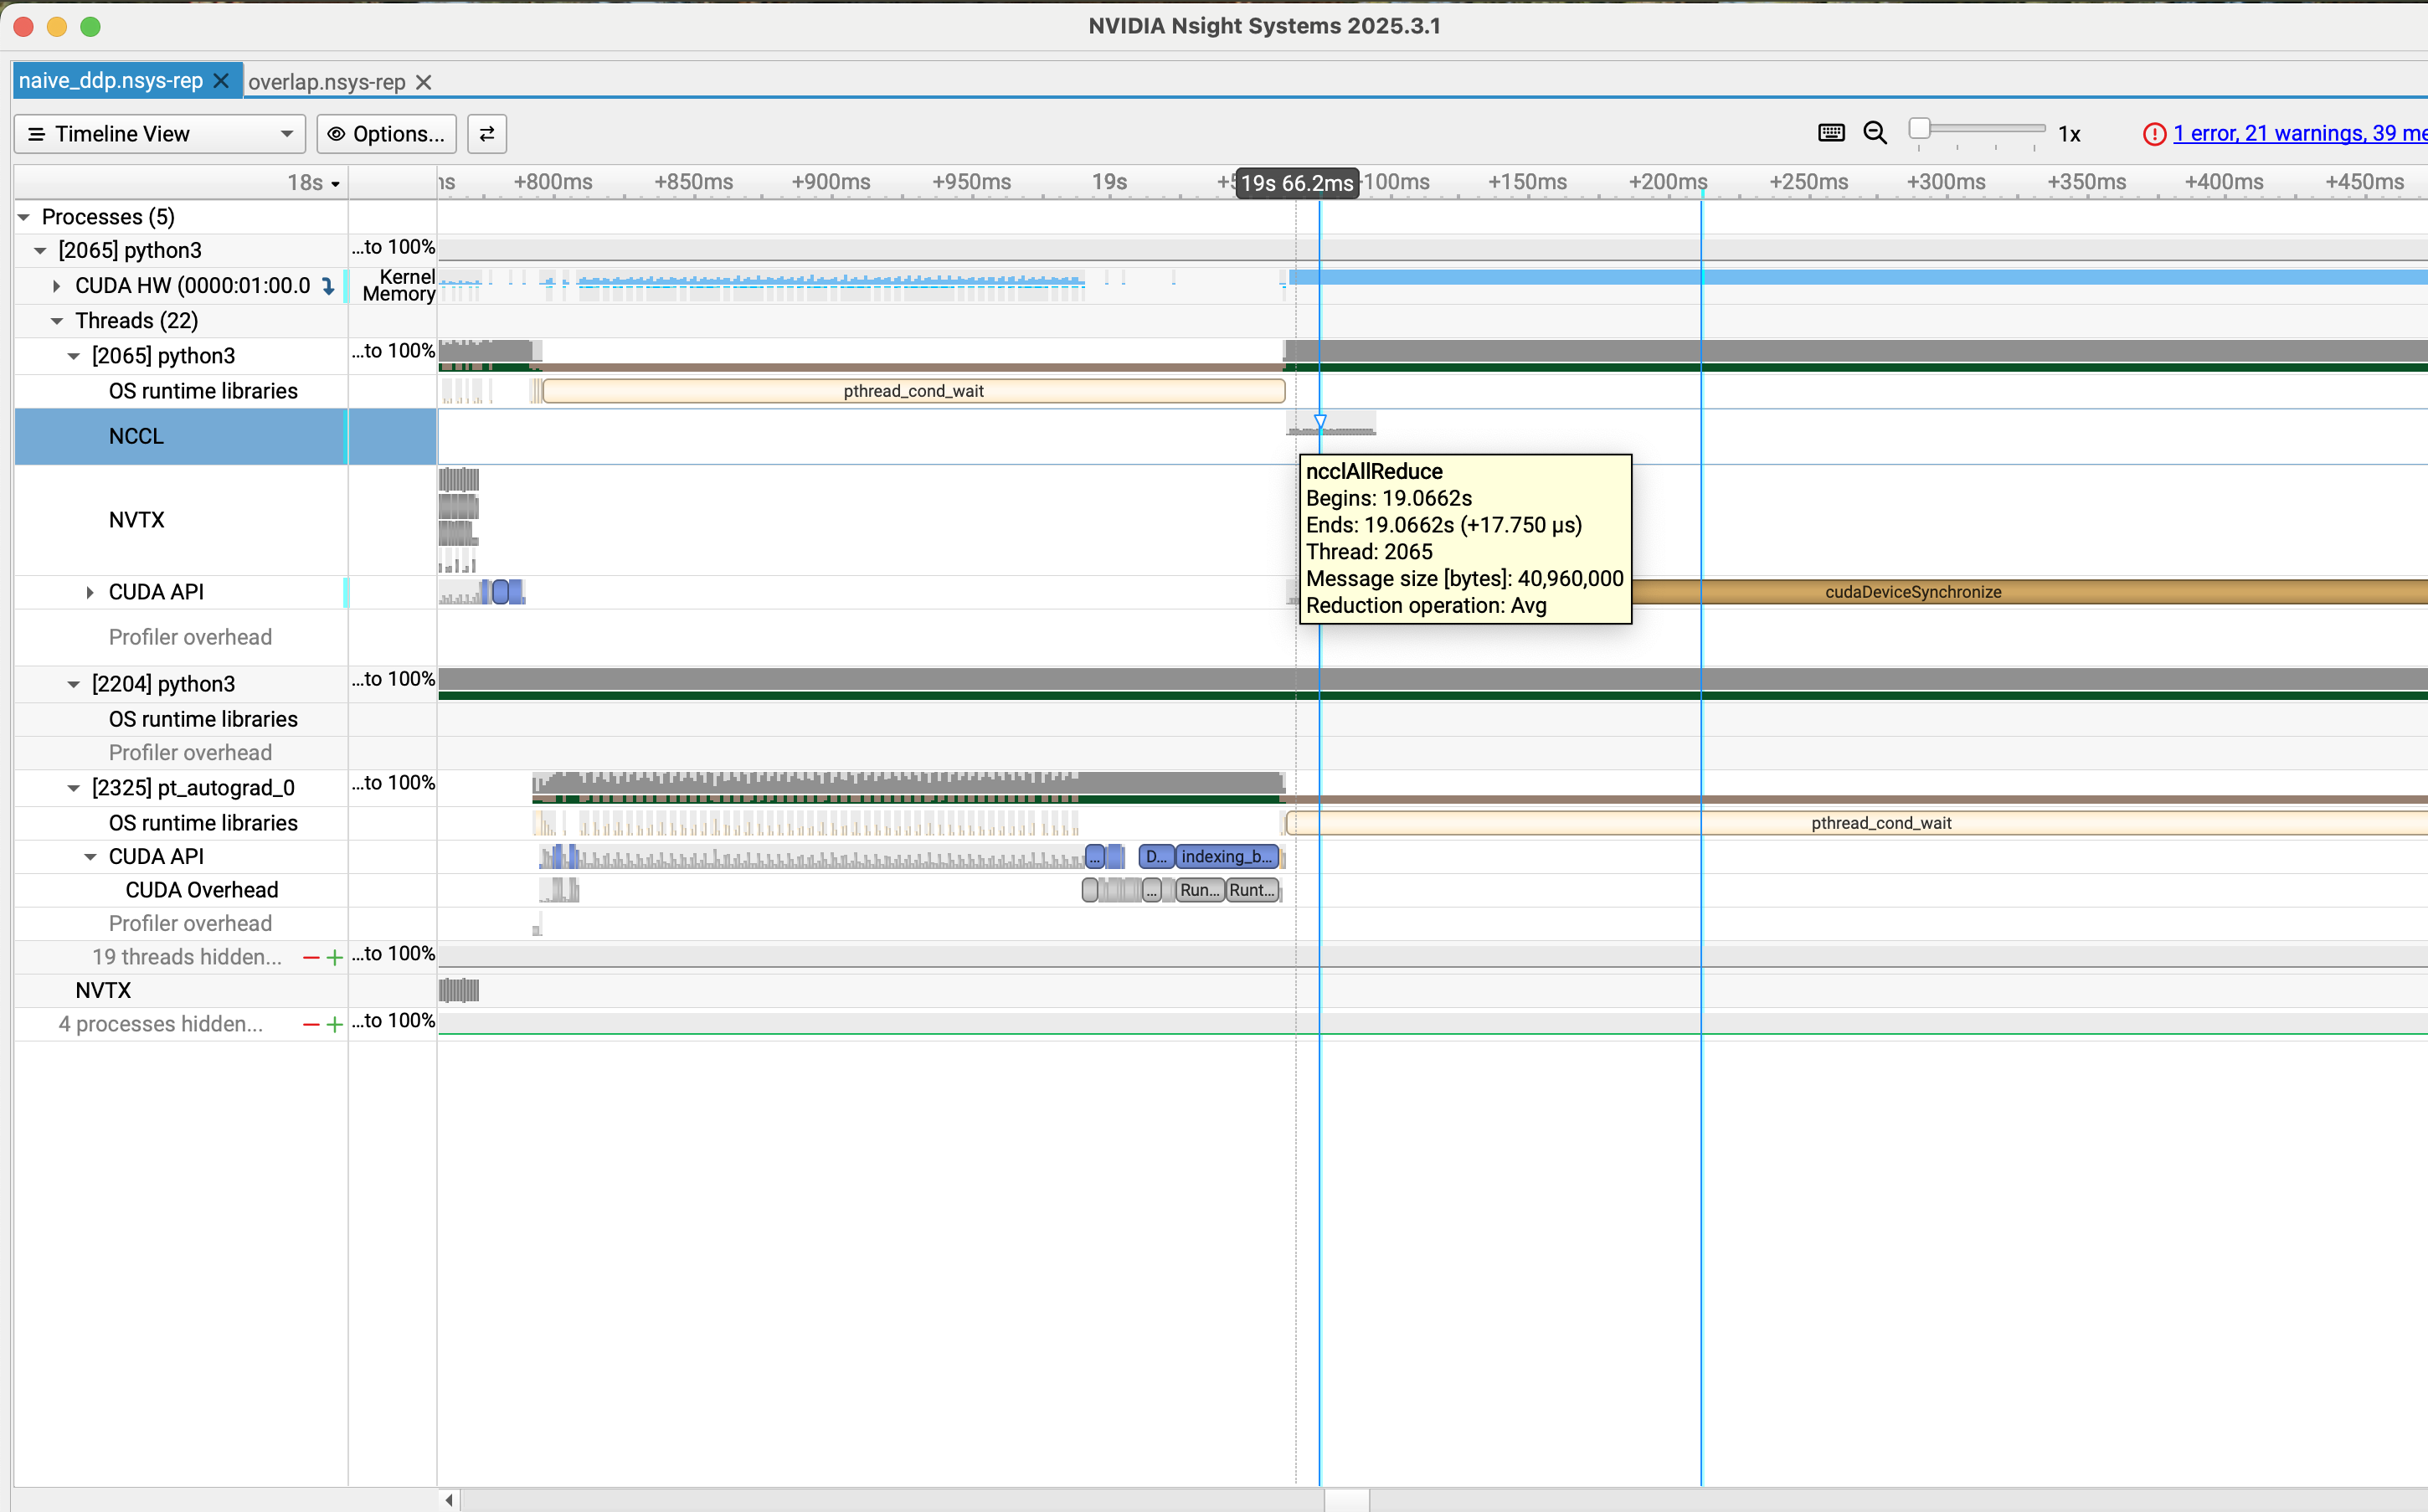 NVIDIA Nsight Systems 2025.3.1
naive_ddp.nsys-rep
overlap.nsys-rep
Timeline View
Options...
1x
1 error, 21 warnings, 39 me
18s
ns
+800ms
+850ms
+900ms
+950ms
19s
19s 66.2ms
100ms
+150ms
+200ms
+250ms
+300ms
+350ms
+400ms
+450ms
Processes (5)
[2065] python3
...to 100%
CUDA HW (0000:01:00.0
Kernel
Memory
Threads (22)
[2065] python3
...to 100%
OS runtime libraries
pthread_cond_wait
NCCL
ncclAllReduce
Begins: 19.0662s
Ends: 19.0662s (+17.750 µs)
Thread: 2065
Message size [bytes]: 40,960,000
Reduction operation: Avg
NVTX
CUDA API
cudaDeviceSynchronize
Profiler overhead
[2204] python3
...to 100%
OS runtime libraries
Profiler overhead
[2325] pt_autograd_0
...to 100%
OS runtime libraries
pthread_cond_wait
CUDA API
...
D...
indexing_b...
CUDA Overhead
...
Run...
Runt...
Profiler overhead
19 threads hidden...
...to 100%
NVTX
4 processes hidden...
...to 100%